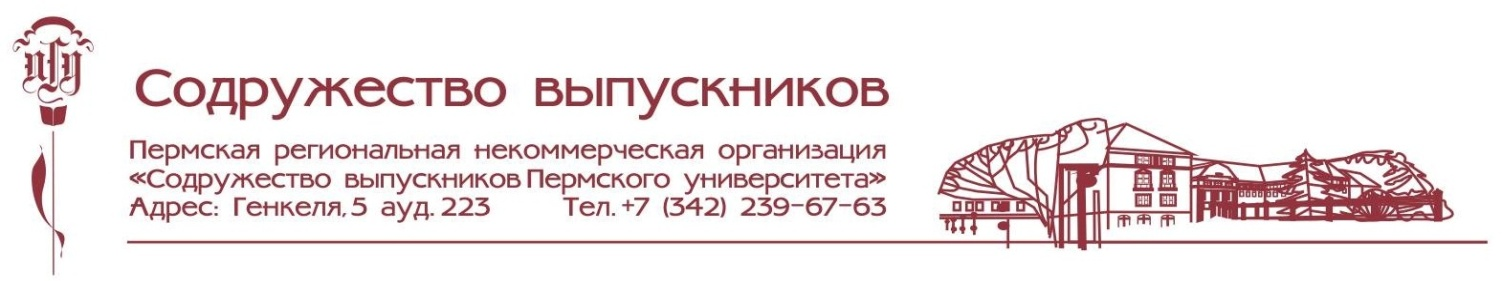 ПГУ
Содружество выпускников
Пермская региональная некоммерческая организация
«Содружество выпускников Пермского университета»
Адрес: Генкеля, 5 ауд. 223 Тел. +7 (342) 239-67-63